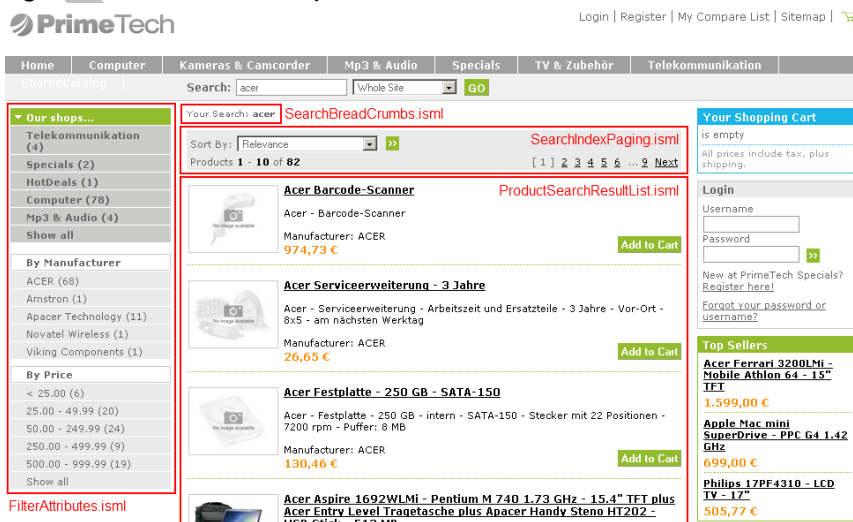 PrimeTech
Login | Register | My Compare List | Sitemap |
Home Computer Kameras & Camcorder Mp3 & Audio Specials TV & Zubehör Telekommunikation
SharedCatalog
Search: acer Whole Site GO
Our shops...
Telekommunikation
(4)
Specials (2)
HotDeals (1)
Computer (78)
Mp3 & Audio (4)
Show all
By Manufacturer
ACER (68)
Amstron (1)
Apacer Technology (11)
Novatel Wireless (1)
Viking Components (1)
By Price
< 25.00 (6)
25.00 - 49.99 (20)
50.00 - 249.99 (24)
250.00 - 499.99 (9)
500.00 - 999.99 (19)
Show all
FilterAttributes.isml
Your Search: acer SearchBreadCrumbs.isml
Sort By: Relevance SearchIndexPaging.isml
Products 1 - 10 of 82 [ 1 ] 2 3 4 5 6 ... 9 Next
ProductSearchResultList.isml
No image available
Acer Barcode-Scanner
Acer - Barcode-Scanner
Manufacturer: ACER
974,73 €
Add to Cart
No image available
Acer Serviceerweiterung - 3 Jahre
Acer - Serviceerweiterung - Arbeitszeit und Ersatzteile - 3 Jahre - Vor-Ort -
8x5 - am nächsten Werktag
Manufacturer: ACER
26,65 €
Add to Cart
No image available
Acer Festplatte - 250 GB - SATA-150
Acer - Festplatte - 250 GB - intern - SATA-150 - Stecker mit 22 Positionen -
7200 rpm - Puffer: 8 MB
Manufacturer: ACER
130,46 €
Add to Cart
Acer Aspire 1692WLMi - Pentium M 740 1.73 GHz - 15.4" TFT plus
Acer Entry Level Tragetasche plus Apacer Handy Steno HT202 -
USB Stick - 512 MB
Your Shopping Cart
is empty
All prices include tax, plus
shipping.
Login
Username
Password
New at PrimeTech Specials?
Register here!
Forgot your password or
username?
Top Sellers
Acer Ferrari 3200LMi -
Mobile Athlon 64 - 15"
TFT
1.599,00 €
Apple Mac mini
SuperDrive - PPC G4 1.42
GHz
699,00 €
Philips 17PF4310 - LCD
TV - 17"
505,77 €